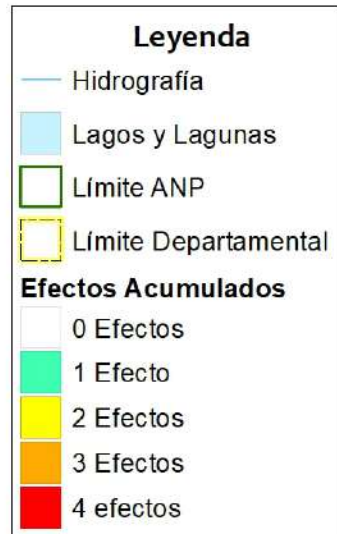 Leyenda
Hidrografía
Lagos y Lagunas
Límite ANP
Límite Departamental
Efectos Acumulados
0 Efectos
1 Efecto
2 Efectos
3 Efectos
4 efectos